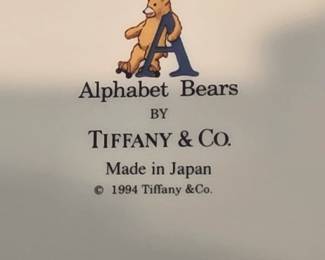 A
Alphabet Bears
BY
TIFFANY & CO.
Made in Japan
© 1994 Tiffany &Co.